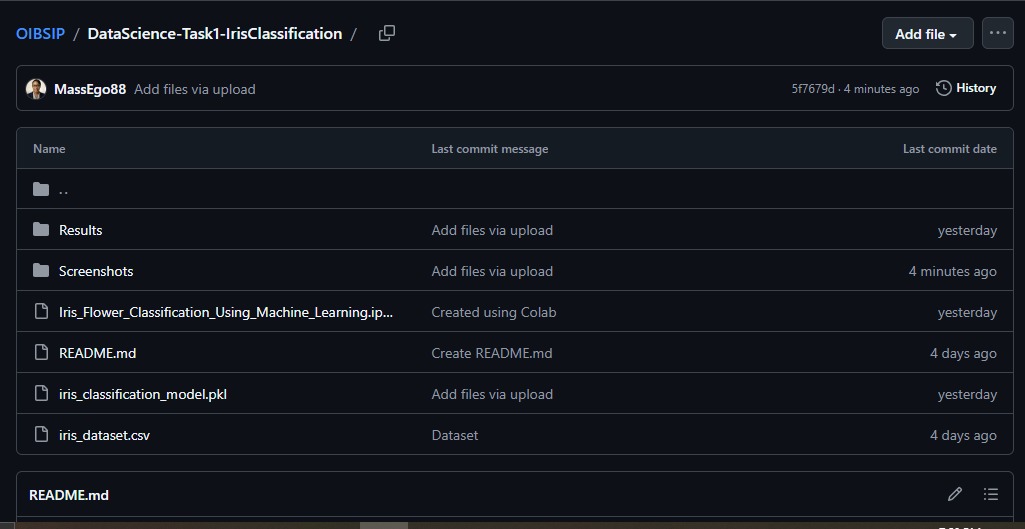 OIBSIP / DataScience-Task1-IrisClassification /
Add file
MassEgo88 Add files via upload 5f7679d · 4 minutes ago History
Name Last commit message Last commit date
..
Results Add files via upload yesterday
Screenshots Add files via upload 4 minutes ago
Iris_Flower_Classification_Using_Machine_Learning.ip... Created using Colab yesterday
README.md Create README.md 4 days ago
iris_classification_model.pkl Add files via upload yesterday
iris_dataset.csv Dataset 4 days ago
README.md